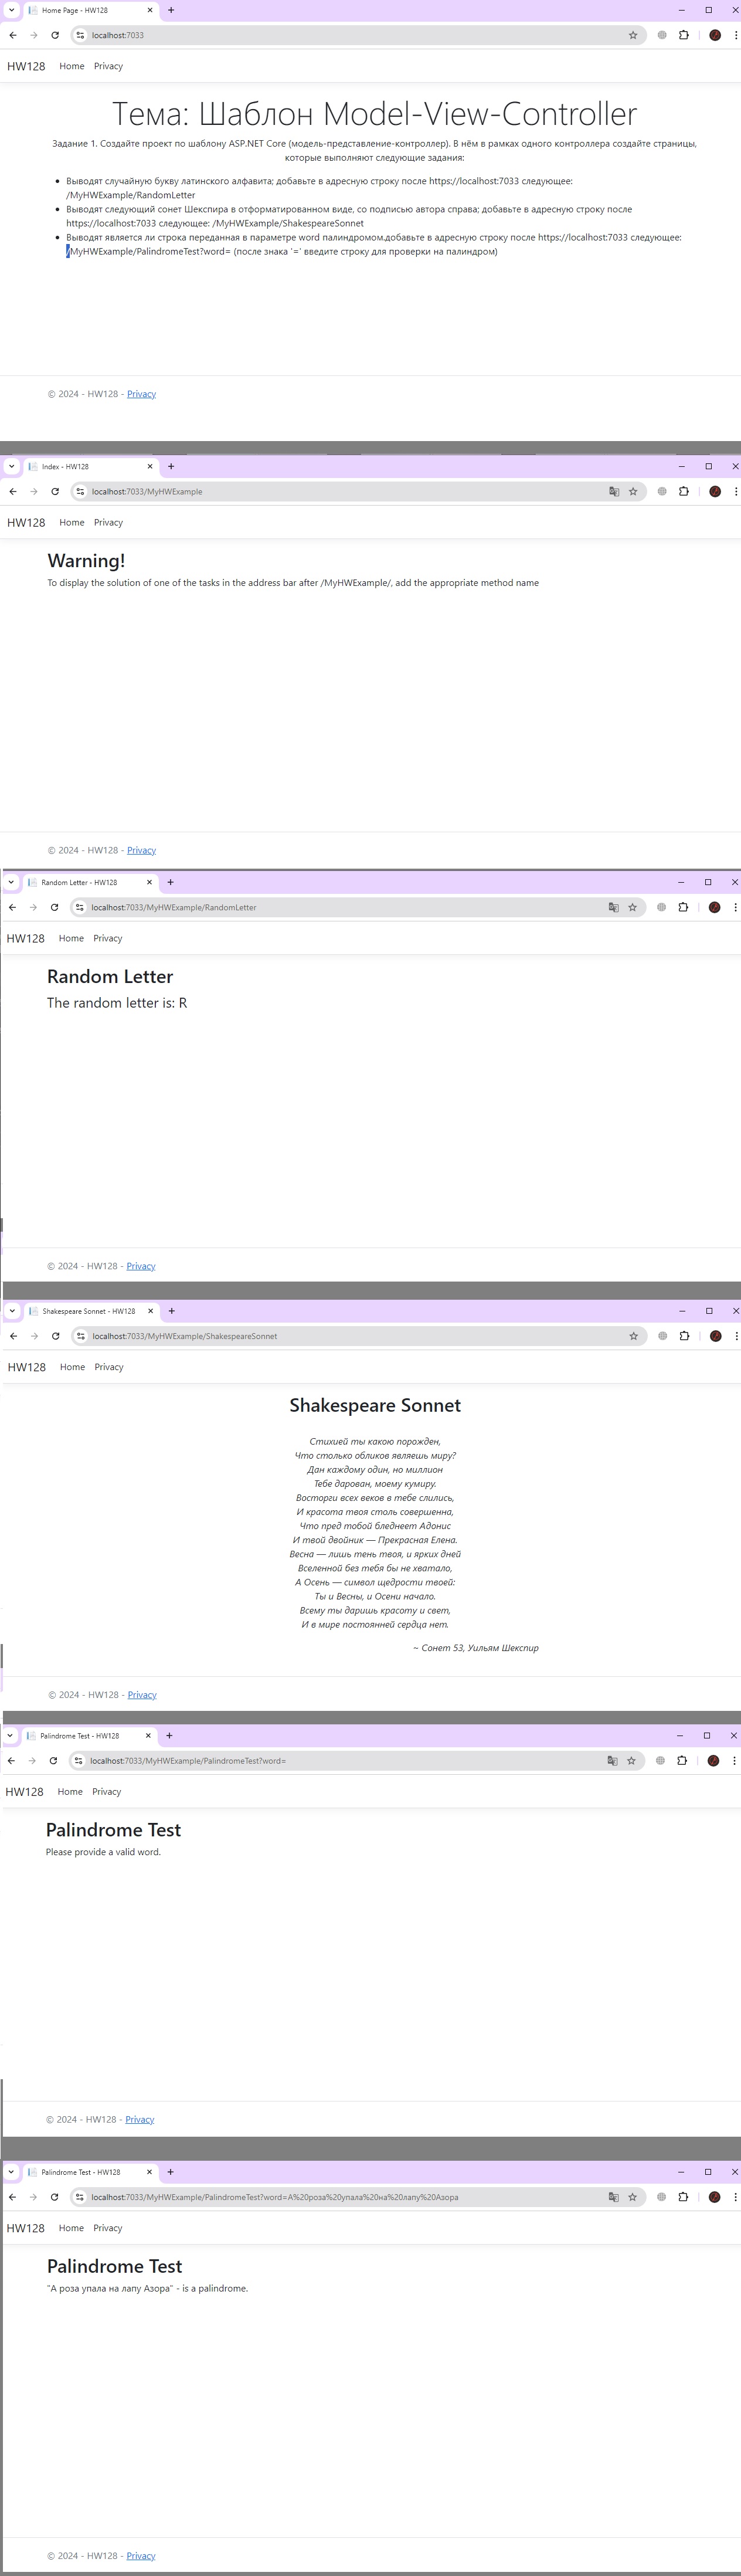 Home Page - HW128
localhost:7033
HW128 Home Privacy
Тема: Шаблон Model-View-Controller
Задание 1. Создайте проект по шаблону ASP.NET Core (модель-представление-контроллер). В нём в рамках одного контроллера создайте страницы,
которые выполняют следующие задания:
Выводят случайную букву латинского алфавита; добавьте в адресную строку после https://localhost:7033 следующее:
/MyHWExample/RandomLetter
Выводят следующий сонет Шекспира в отформатированном виде, со подписью автора справа; добавьте в адресную строку после
https://localhost:7033 следующее: /MyHWExample/ShakespeareSonnet
Выводят является ли строка переданная в параметре word палиндромом.добавьте в адресную строку после https://localhost:7033 следующее:
/MyHWExample/PalindromeTest?word= (после знака '=' введите строку для проверки на палиндром)
© 2024 - HW128 - Privacy
Index - HW128
localhost:7033/MyHWExample
HW128 Home Privacy
Warning!
To display the solution of one of the tasks in the address bar after /MyHWExample/, add the appropriate method name
© 2024 - HW128 - Privacy
Random Letter - HW128
localhost:7033/MyHWExample/RandomLetter
HW128 Home Privacy
Random Letter
The random letter is: R
© 2024 - HW128 - Privacy
Shakespeare Sonnet - HW128
localhost:7033/MyHWExample/ShakespeareSonnet
HW128 Home Privacy
Shakespeare Sonnet
Стихией ты какою порожден,
Что столько обликов являешь миру?
Дан каждому один, но миллион
Тебе дарован, моему кумиру.
Восторги всех веков в тебе слились,
И красота твоя столь совершенна,
Что пред тобой бледнеет Адонис
И твой двойник — Прекрасная Елена.
Весна — лишь тень твоя, и ярких дней
Вселенной без тебя бы не хватало,
А Осень — символ щедрости твоей:
Ты и Весны, и Осени начало.
Всему ты даришь красоту и свет,
И в мире постоянней сердца нет.
~ Сонет 53, Уильям Шекспир
© 2024 - HW128 - Privacy
Palindrome Test - HW128
localhost:7033/MyHWExample/PalindromeTest?word=
HW128 Home Privacy
Palindrome Test
Please provide a valid word.
© 2024 - HW128 - Privacy
Palindrome Test - HW128
localhost:7033/MyHWExample/PalindromeTest?word=А%20роза%20упала%20на%20лапу%20Азора
HW128 Home Privacy
Palindrome Test
"А роза упала на лапу Азора" - is a palindrome.
© 2024 - HW128 - Privacy